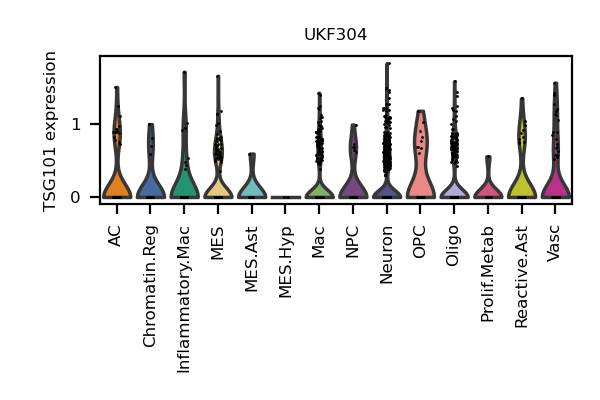 UKF304
TSG101 expression
1
0
AC
Chromatin.Reg
Inflammatory.Mac
MES
MES.Ast
MES.Hyp
Mac
NPC
Neuron
OPC
Oligo
Prolif.Metab
Reactive.Ast
Vasc